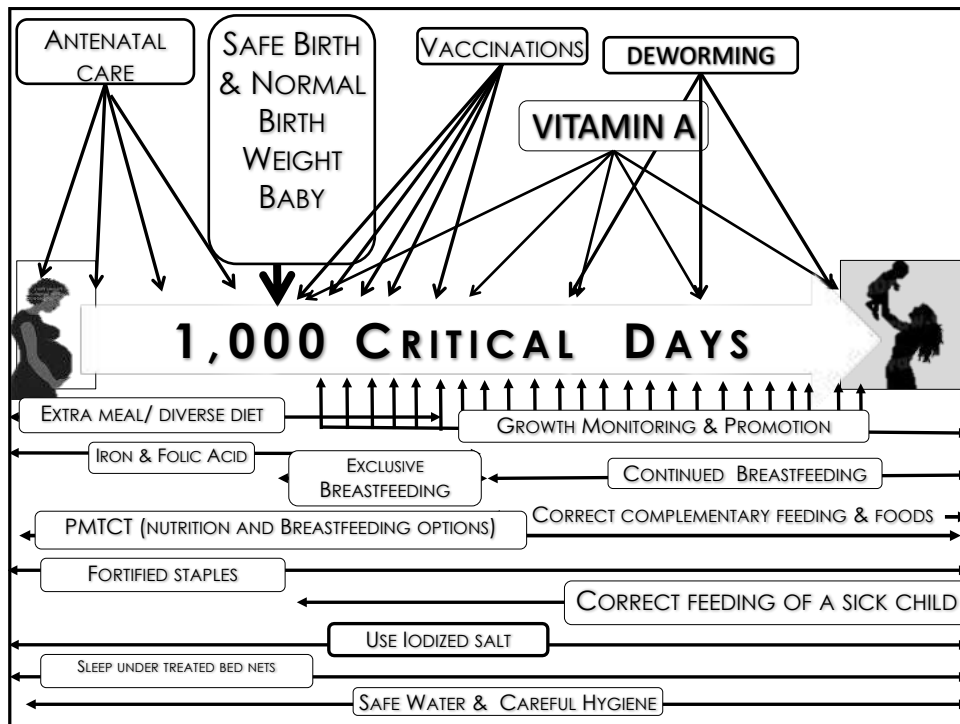 ANTENATAL
CARE
SAFE BIRTH
& NORMAL
BIRTH
WEIGHT
BABY
VACCINATIONS
DEWORMING
VITAMIN A
1,000 CRITICAL DAYS
EXTRA MEAL/ DIVERSE DIET
GROWTH MONITORING & PROMOTION
IRON & FOLIC ACID
EXCLUSIVE
BREASTFEEDING
CONTINUED BREASTFEEDING
PMTCT (NUTRITION AND BREASTFEEDING OPTIONS)
CORRECT COMPLEMENTARY FEEDING & FOODS
FORTIFIED STAPLES
CORRECT FEEDING OF A SICK CHILD
USE IODIZED SALT
SLEEP UNDER TREATED BED NETS
SAFE WATER & CAREFUL HYGIENE